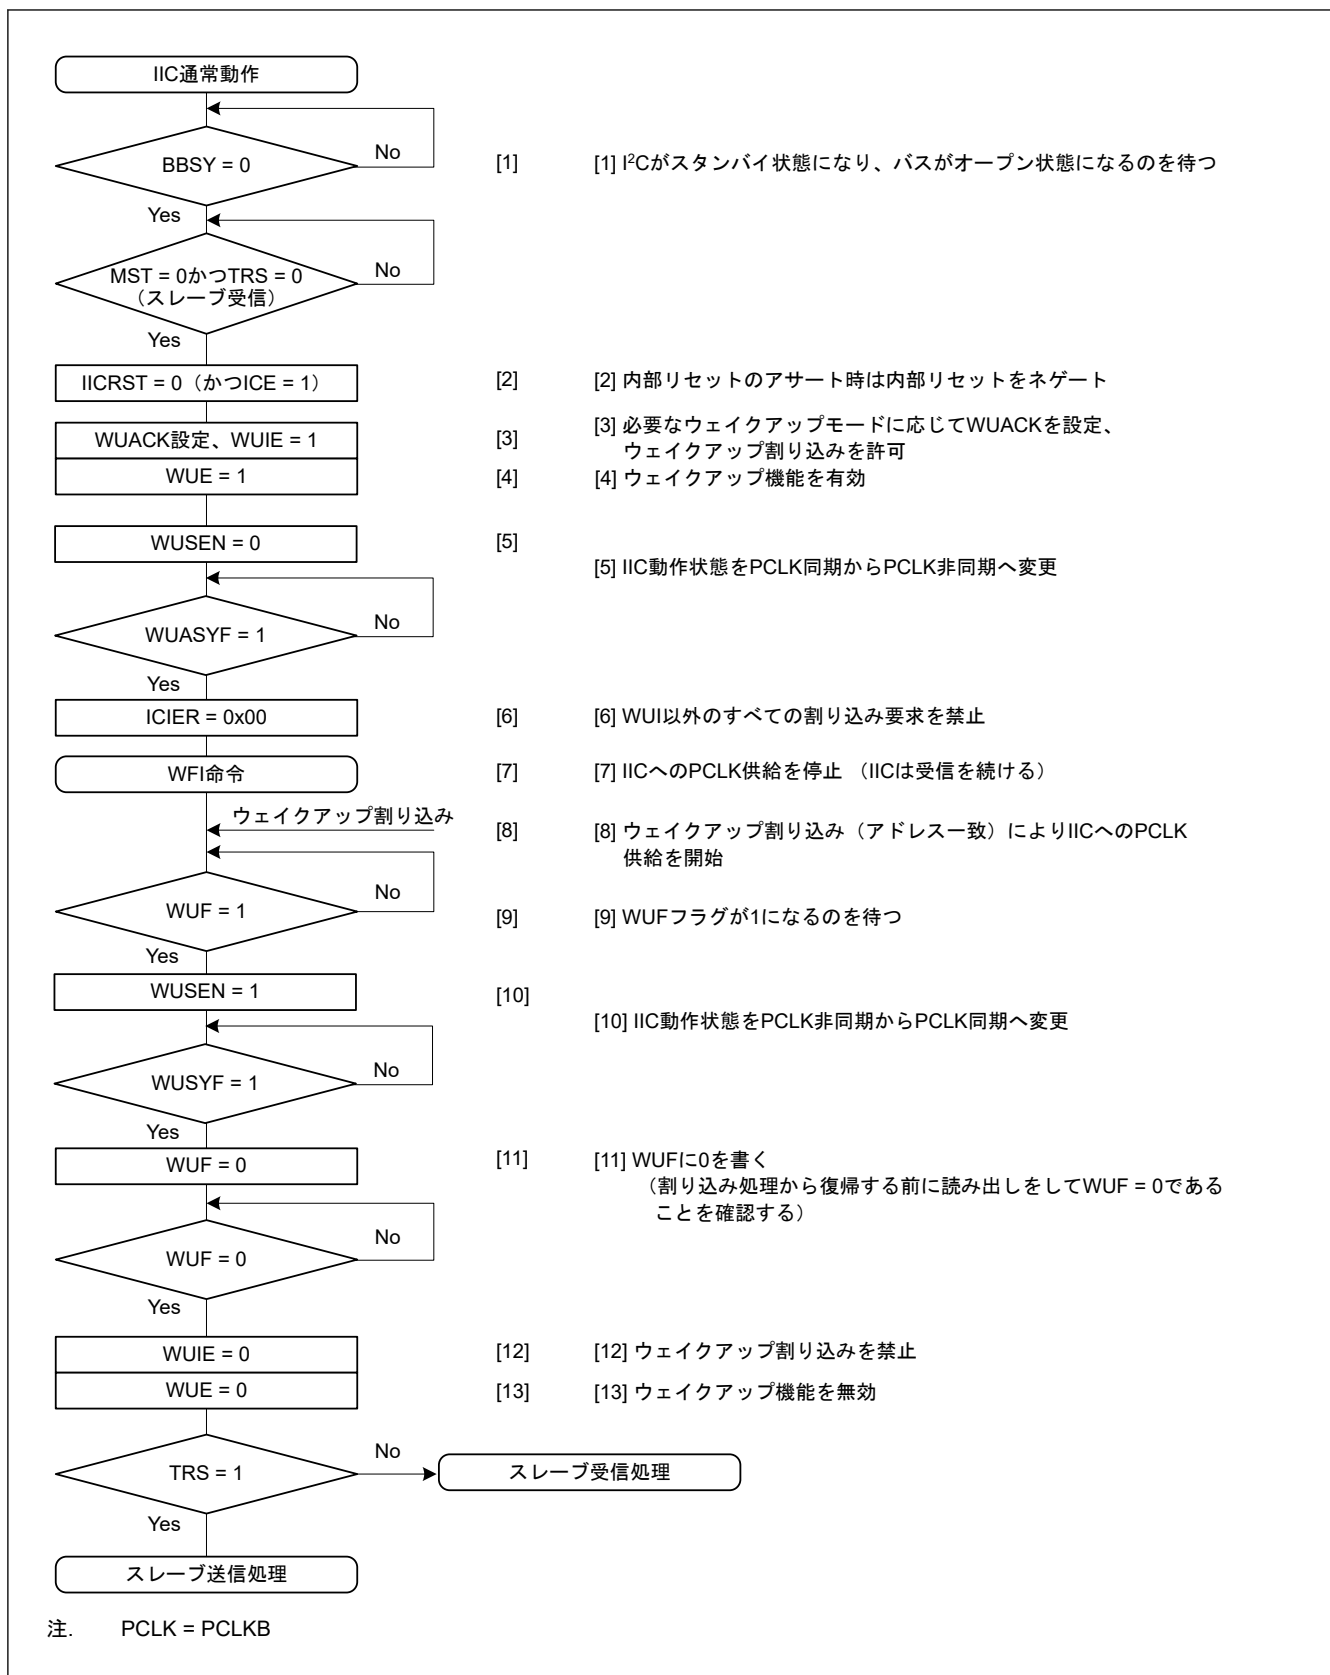 IIC通常動作
BBSY = 0
No
[1]
[1] I²Cがスタンバイ状態になり、バスがオープン状態になるのを待つ
Yes
MST = 0かつTRS = 0
（スレーブ受信）
No
Yes
IICRST = 0（かつICE = 1）
[2]
[2] 内部リセットのアサート時は内部リセットをネゲート
WUACK設定、WUIE = 1
[3]
[3] 必要なウェイクアップモードに応じてWUACKを設定、
ウェイクアップ割り込みを許可
WUE = 1
[4]
[4] ウェイクアップ機能を有効
WUSEN = 0
[5]
[5] IIC動作状態をPCLK同期からPCLK非同期へ変更
WUASYF = 1
No
Yes
ICIER = 0x00
[6]
[6] WUI以外のすべての割り込み要求を禁止
WFI命令
[7]
[7] IICへのPCLK供給を停止 （IICは受信を続ける）
ウェイクアップ割り込み
[8]
[8] ウェイクアップ割り込み（アドレス一致）によりIICへのPCLK
供給を開始
WUF = 1
No
[9]
[9] WUFフラグが1になるのを待つ
Yes
WUSEN = 1
[10]
[10] IIC動作状態をPCLK非同期からPCLK同期へ変更
WUSYF = 1
No
Yes
WUF = 0
[11]
[11] WUFに0を書く
（割り込み処理から復帰する前に読み出しをしてWUF = 0である
ことを確認する）
WUF = 0
No
Yes
WUIE = 0
[12]
[12] ウェイクアップ割り込みを禁止
WUE = 0
[13]
[13] ウェイクアップ機能を無効
TRS = 1
No
スレーブ受信処理
Yes
スレーブ送信処理
注. PCLK = PCLKB